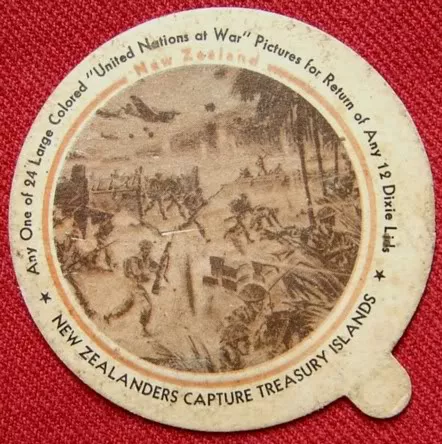 Any One of 24 Large Colored "United Nations at War" Pictures for Return of Any 12 Dixie Lids
New Zealand
★ NEW ZEALANDERS CAPTURE TREASURY ISLANDS ★